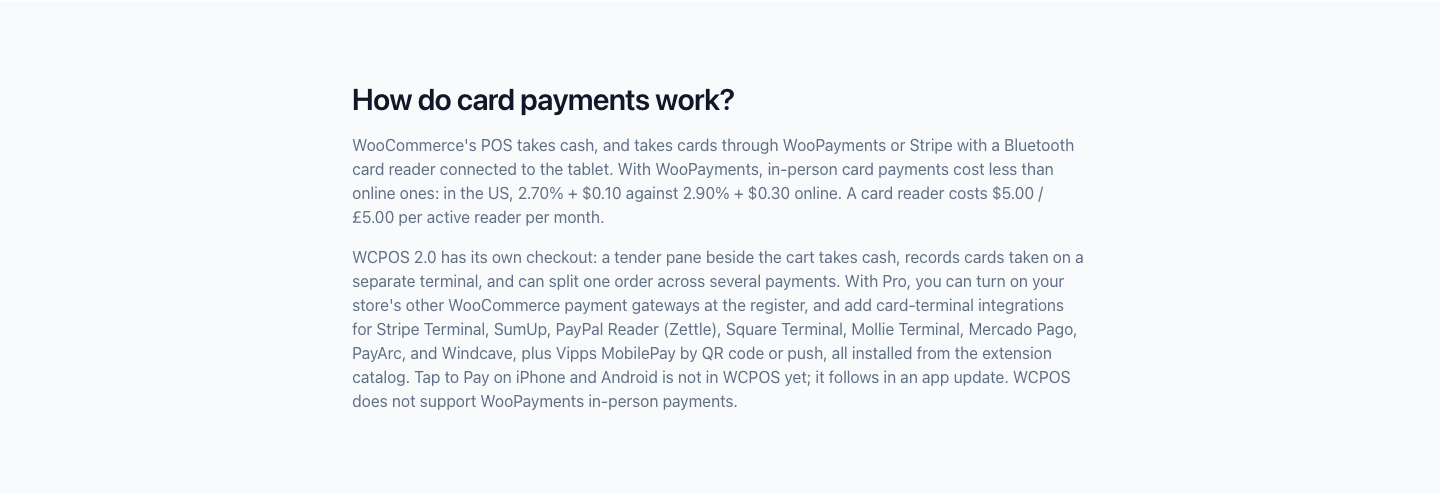 How do card payments work?
WooCommerce's POS takes cash, and takes cards through WooPayments or Stripe with a Bluetooth
card reader connected to the tablet. With WooPayments, in-person card payments cost less than
online ones: in the US, 2.70% + $0.10 against 2.90% + $0.30 online. A card reader costs $5.00 /
£5.00 per active reader per month.
WCPOS 2.0 has its own checkout: a tender pane beside the cart takes cash, records cards taken on a
separate terminal, and can split one order across several payments. With Pro, you can turn on your
store's other WooCommerce payment gateways at the register, and add card-terminal integrations
for Stripe Terminal, SumUp, PayPal Reader (Zettle), Square Terminal, Mollie Terminal, Mercado Pago,
PayArc, and Windcave, plus Vipps MobilePay by QR code or push, all installed from the extension
catalog. Tap to Pay on iPhone and Android is not in WCPOS yet; it follows in an app update. WCPOS
does not support WooPayments in-person payments.